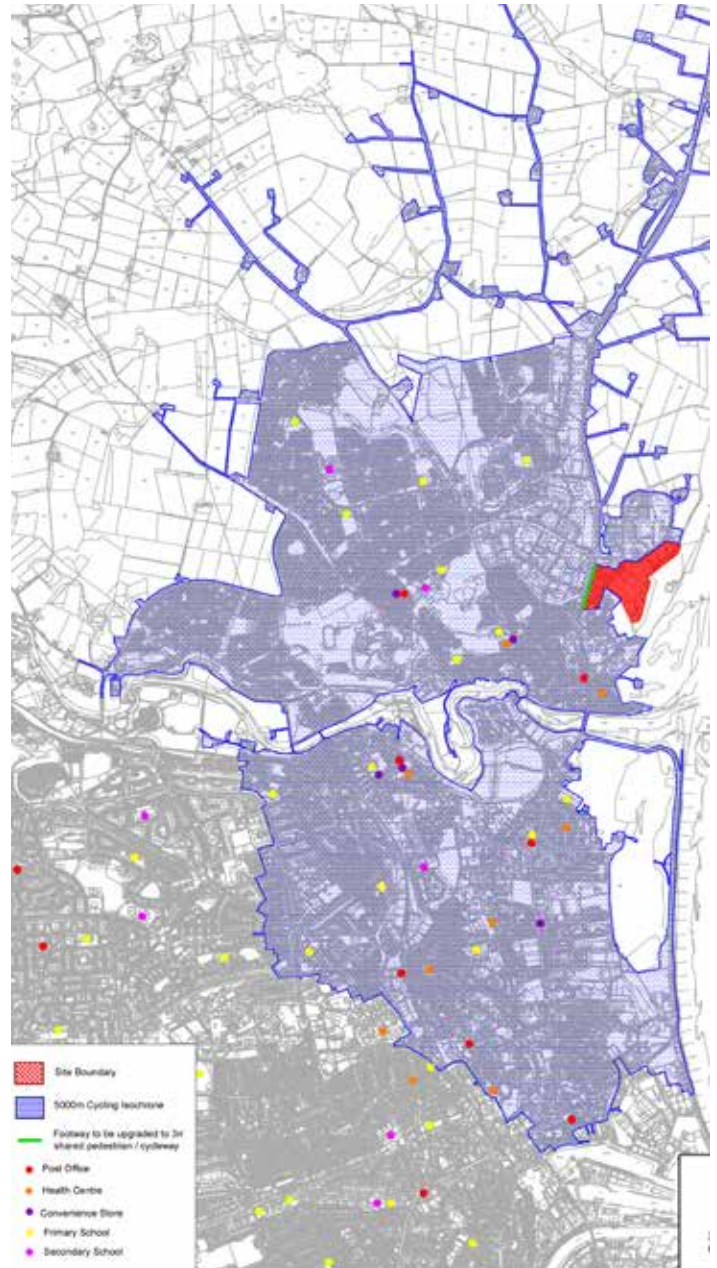 Site Boundary
5000m Cycling Isochrone
Footway to be upgraded to 3m
shared pedestrian / cycleway
Post Office
Health Centre
Convenience Store
Primary School
Secondary School